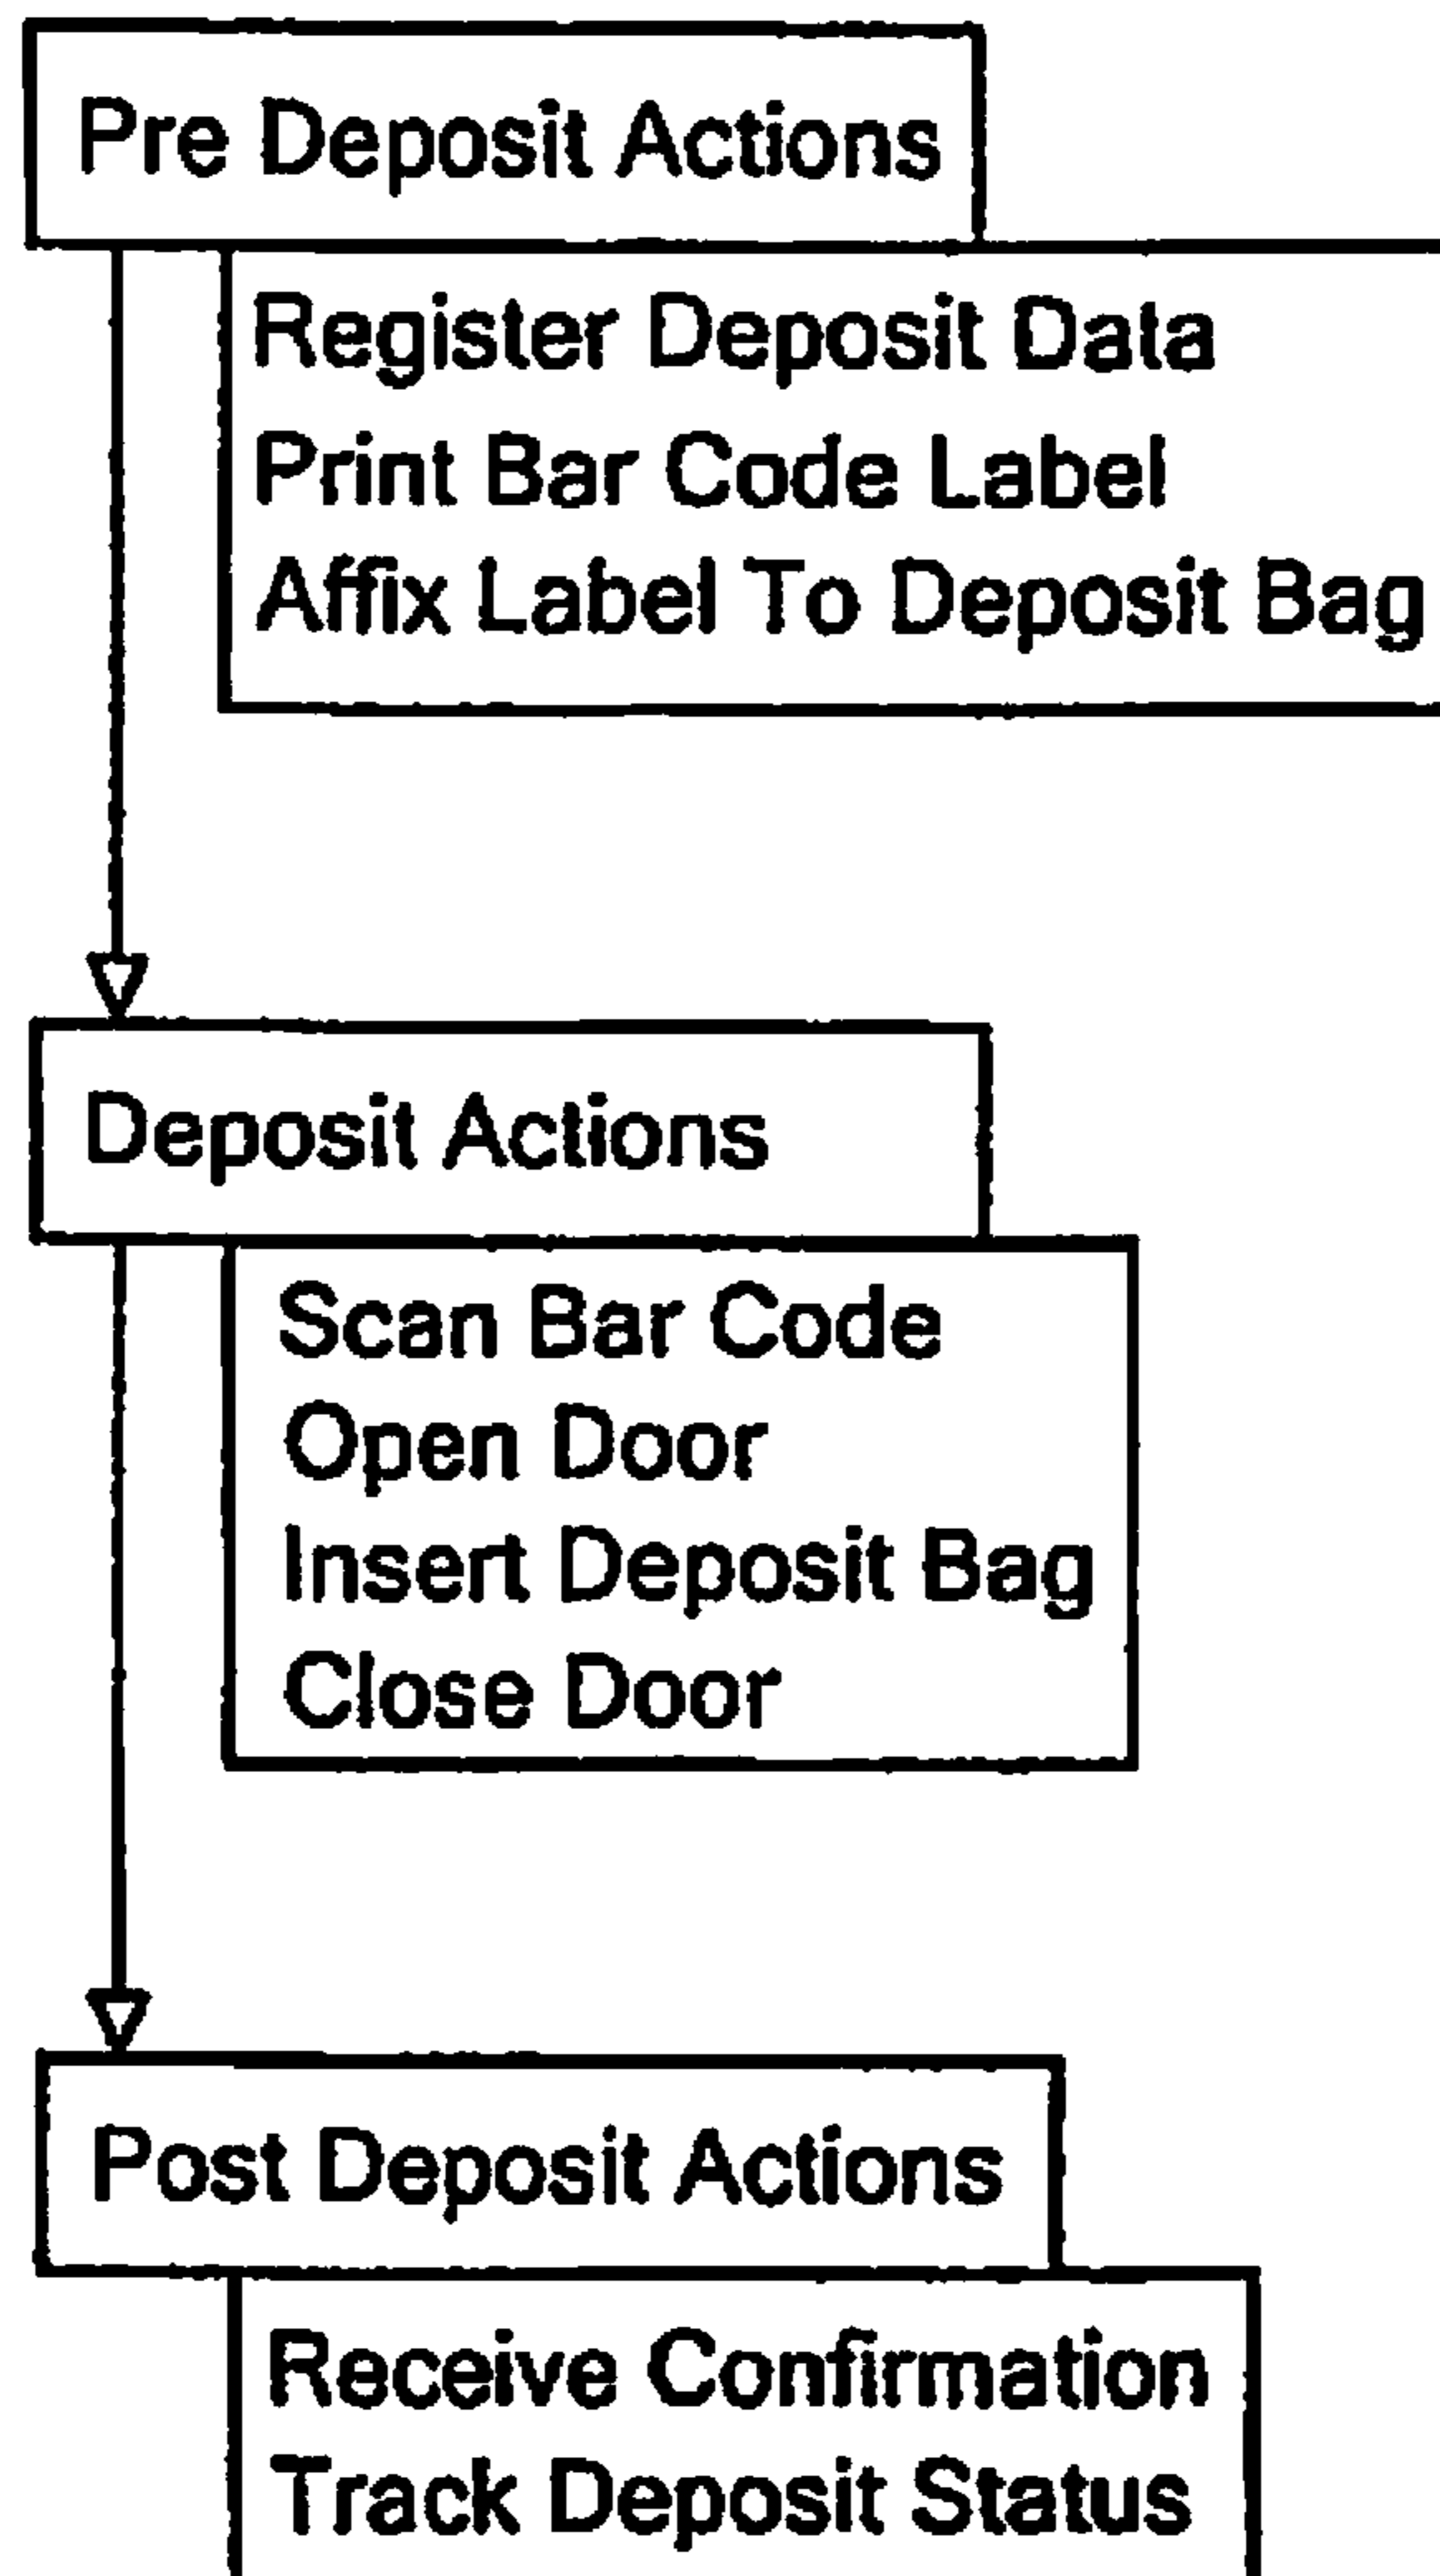 Pre Deposit Actions
Register Deposit Data
Print Bar Code Label
Affix Label To Deposit Bag
Deposit Actions
Scan Bar Code
Open Door
Insert Deposit Bag
Close Door
Post Deposit Actions
Receive Confirmation
Track Deposit Status